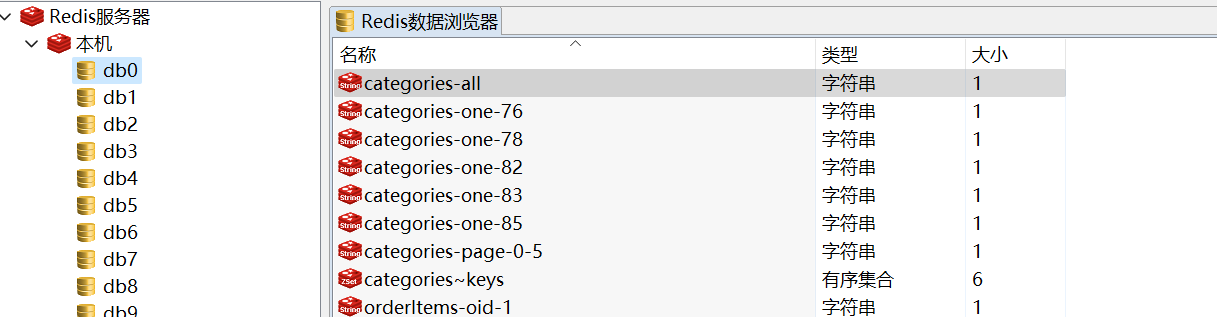 Redis服务器
本机
db0
db1
db2
db3
db4
db5
db6
db7
db8
db9
Redis数据浏览器
名称 类型 大小
String categories-all 字符串 1
String categories-one-76 字符串 1
String categories-one-78 字符串 1
String categories-one-82 字符串 1
String categories-one-83 字符串 1
String categories-one-85 字符串 1
String categories-page-0-5 字符串 1
ZSet categories~keys 有序集合 6
String orderItems-oid-1 字符串 1